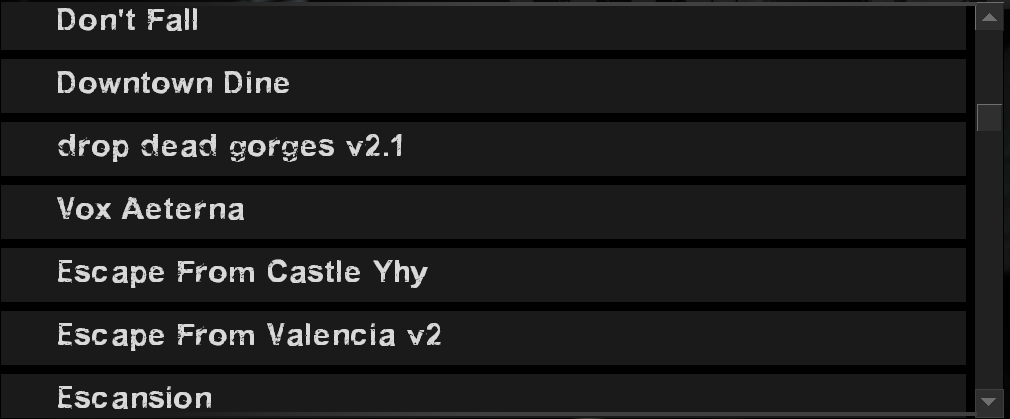 Don't Fall
Downtown Dine
drop dead gorges v2.1
Vox Aeterna
Escape From Castle Yhy
Escape From Valencia v2
Escansion